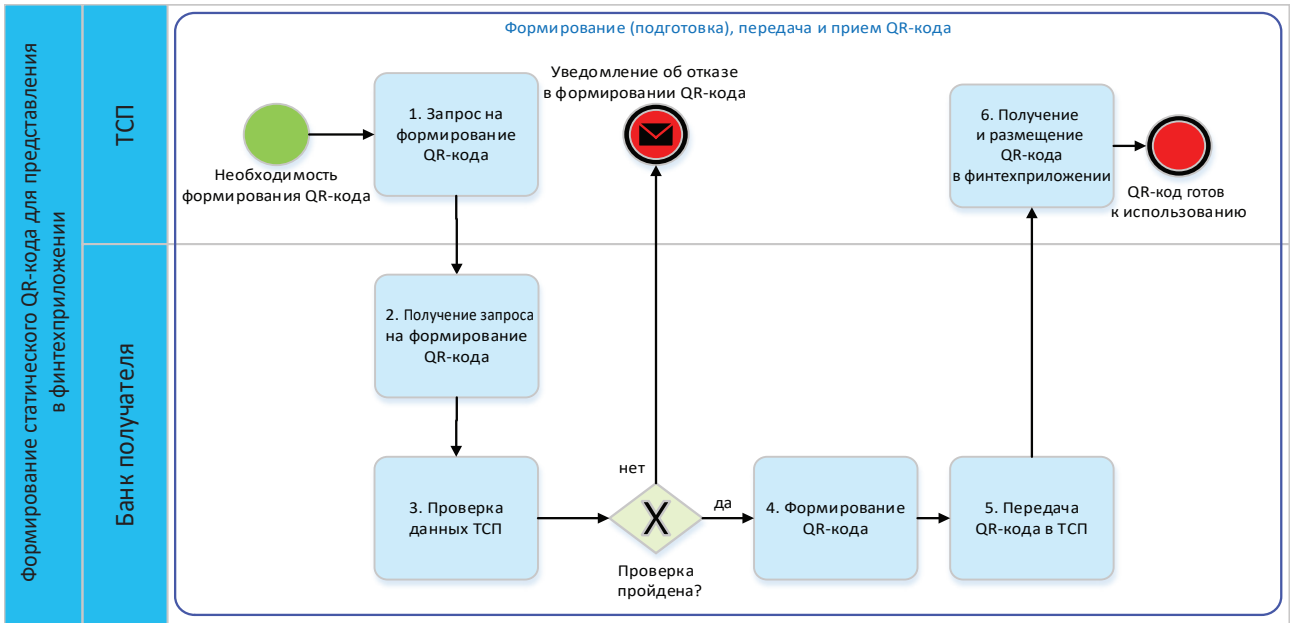 Формирование статического QR-кода для представления
в финтехприложении
ТСП
Банк получателя
Формирование (подготовка), передача и прием QR-кода
Необходимость
формирования QR-кода
1. Запрос на
формирование
QR-кода
Уведомление об отказе
в формировании QR-кода
6. Получение
и размещение
QR-кода
в финтехприложении
QR-код готов
к использованию
2. Получение запроса
на формирование
QR-кода
3. Проверка
данных ТСП
нет
X
да
Проверка
пройдена?
4. Формирование
QR-кода
5. Передача
QR-кода в ТСП